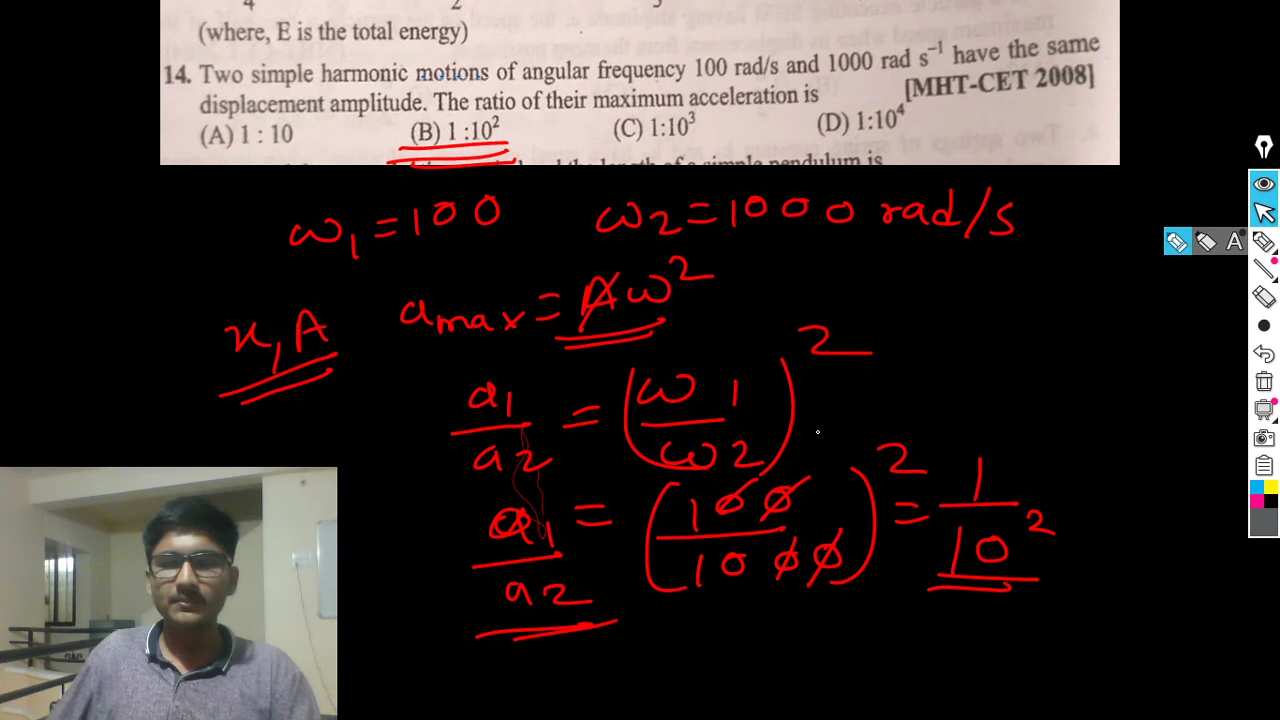 (where, E is the total energy)
14. Two simple harmonic motions of angular frequency 100 rad/s and 1000 rad s⁻¹ have the same
displacement amplitude. The ratio of their maximum acceleration is [MHT-CET 2008]
(A) 1 : 10 (B) 1 :10² (C) 1:10³ (D) 1:10⁴
ω₁ = 100 ω₂ = 1000 rad/s
x, A aₘₐₓ = Aω²
a₁/a₂ = (ω₁/ω₂)²
a₁/a₂ = (100/1000)² = 1/10²
A